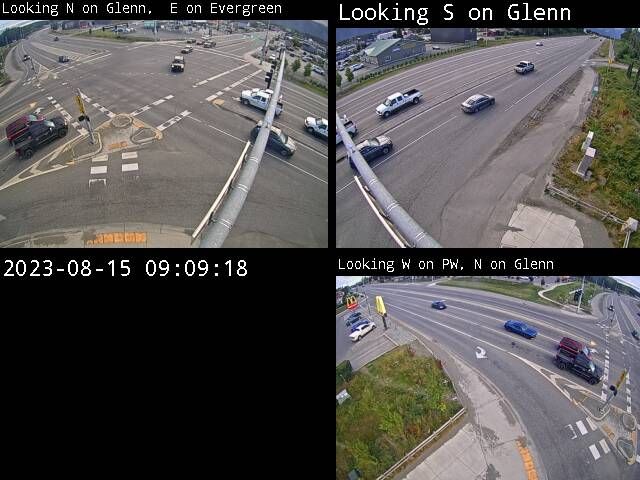 Looking N on Glenn,  E on Evergreen
Looking S on Glenn
2023-08-15 09:09:18
Looking W on PW, N on Glenn